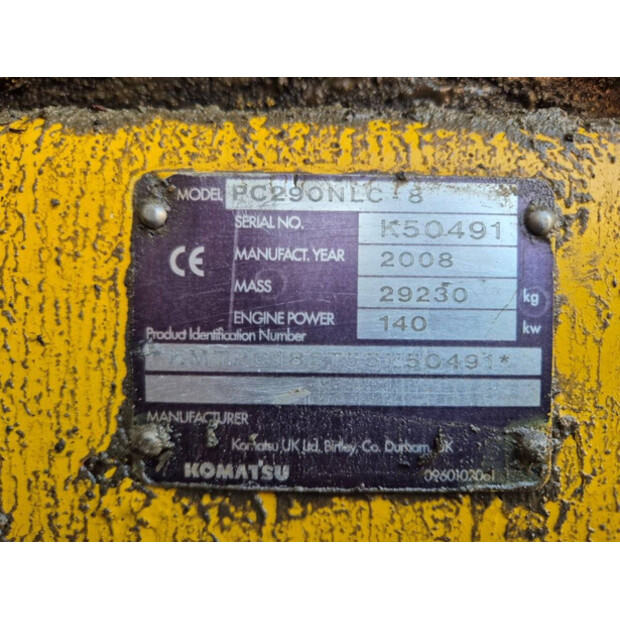 MODEL PC290NLC-8
SERIAL NO. K50491
CE MANUFACT. YEAR 2008
MASS 29230 kg
ENGINE POWER 140 kw
Product Identification Number
50491*
MANUFACTURER
Komatsu UK Ltd, Birtley, Co. Durham, UK
KOMATSU